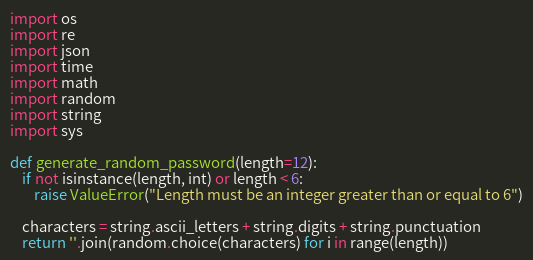 import os
import re
import json
import time
import math
import random
import string
import sys

def generate_random_password(length=12):
    if not isinstance(length, int) or length < 6:
        raise ValueError("Length must be an integer greater than or equal to 6")

    characters = string.ascii_letters + string.digits + string.punctuation
    return ''.join(random.choice(characters) for i in range(length))